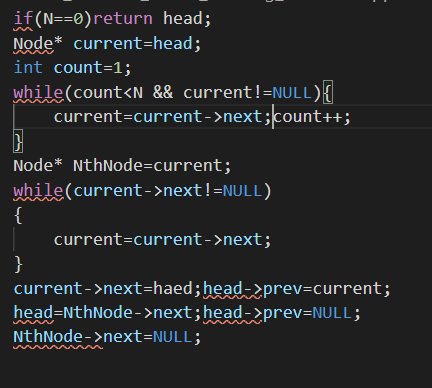 if(N==0)return head;
Node* current=head;
int count=1;
while(count<N && current!=NULL){
current=current->next;count++;
}
Node* NthNode=current;
while(current->next!=NULL)
{
current=current->next;
}
current->next=haed;head->prev=current;
head=NthNode->next;head->prev=NULL;
NthNode->next=NULL;